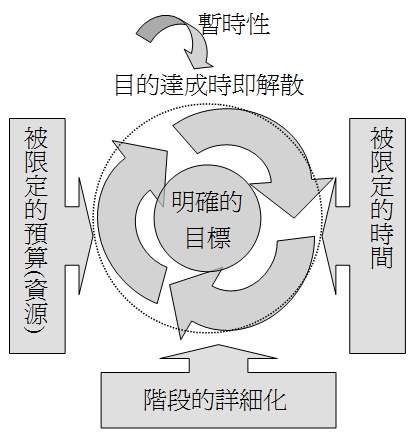 暫時性
目的達成時即解散
被限定的預算(資源)
明確的
目標
被限定的時間
階段的詳細化